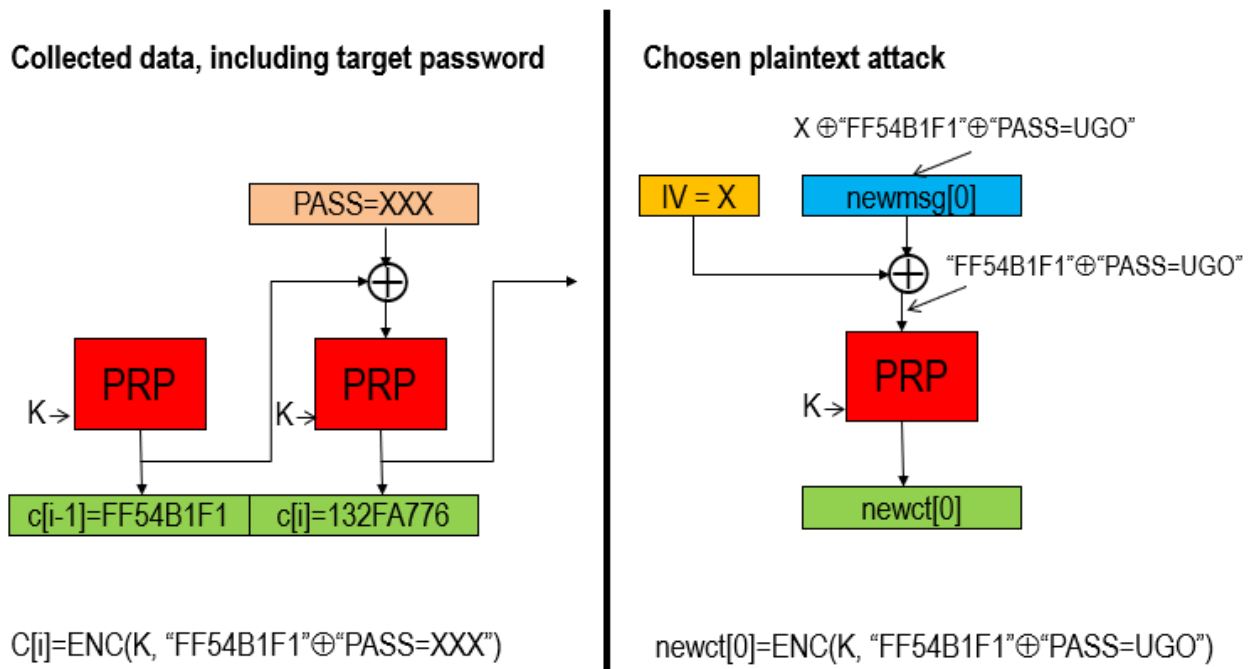 Collected data, including target password
PASS=XXX
PRP
PRP
K→
K→
c[i-1]=FF54B1F1
c[i]=132FA776
C[i]=ENC(K, “FF54B1F1”⊕“PASS=XXX”)
Chosen plaintext attack
X ⊕“FF54B1F1”⊕“PASS=UGO”
IV = X
newmsg[0]
“FF54B1F1”⊕“PASS=UGO”
PRP
K→
newct[0]
newct[0]=ENC(K, “FF54B1F1”⊕“PASS=UGO”)